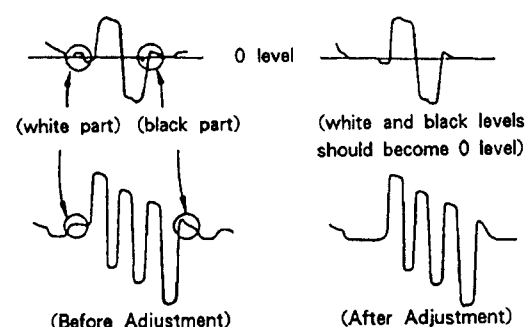 0 level
(white part) (black part)
(white and black levels
should become 0 level)
(Before Adjustment)
(After Adjustment)